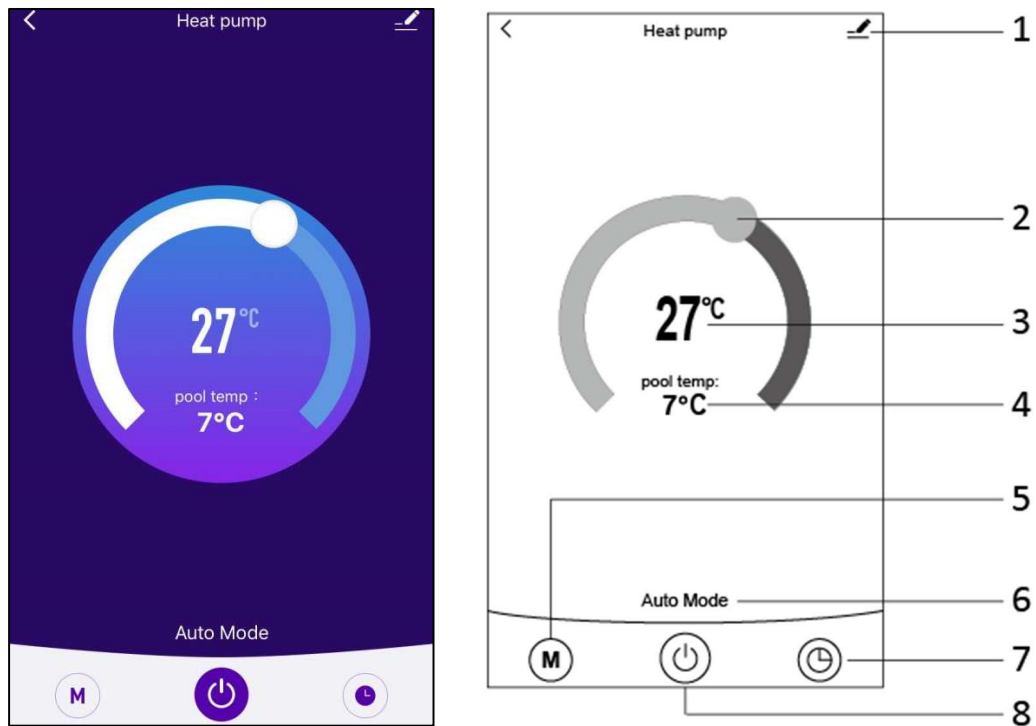 Heat pump
27°C
pool temp :
7°C
Auto Mode
M
Heat pump
1
2
27°C
3
pool temp:
7°C
4
5
Auto Mode
6
M
7
8